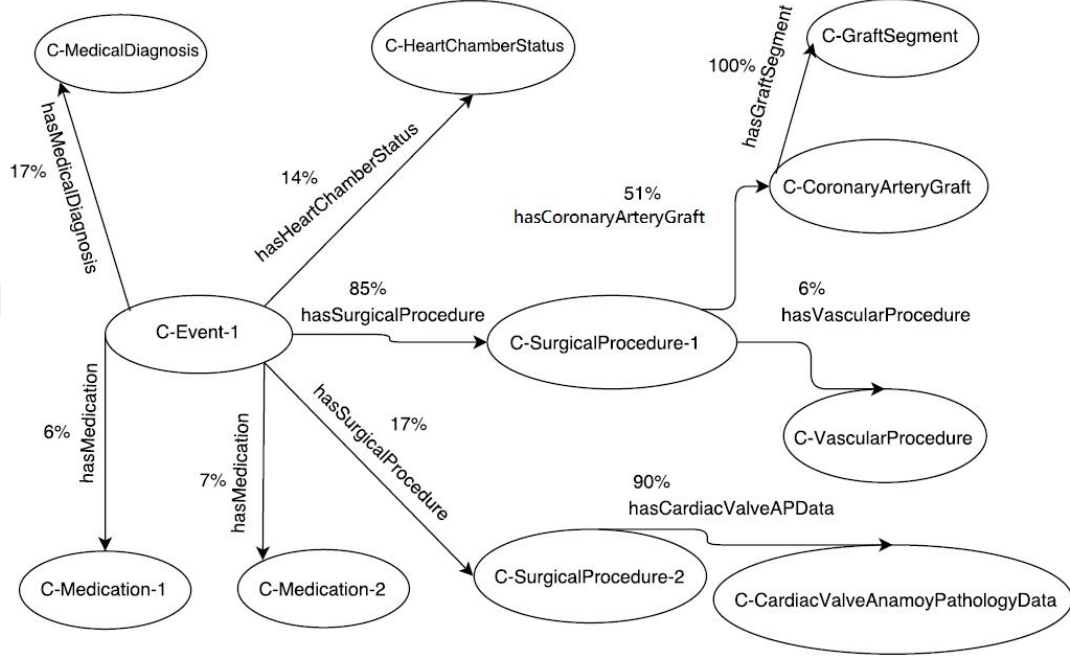 C-MedicalDiagnosis
C-HeartChamberStatus
C-GraftSegment
100%
hasGraftSegment
17%
hasMedicalDiagnosis
14%
hasHeartChamberStatus
51%
hasCoronaryArteryGraft
C-CoronaryArteryGraft
85%
hasSurgicalProcedure
6%
hasVascularProcedure
C-Event-1
C-SurgicalProcedure-1
6%
hasMedication
7%
hasMedication
17%
hasSurgicalProcedure
C-VascularProcedure
90%
hasCardiacValveAPData
C-Medication-1
C-Medication-2
C-SurgicalProcedure-2
C-CardiacValveAnamoyPathologyData